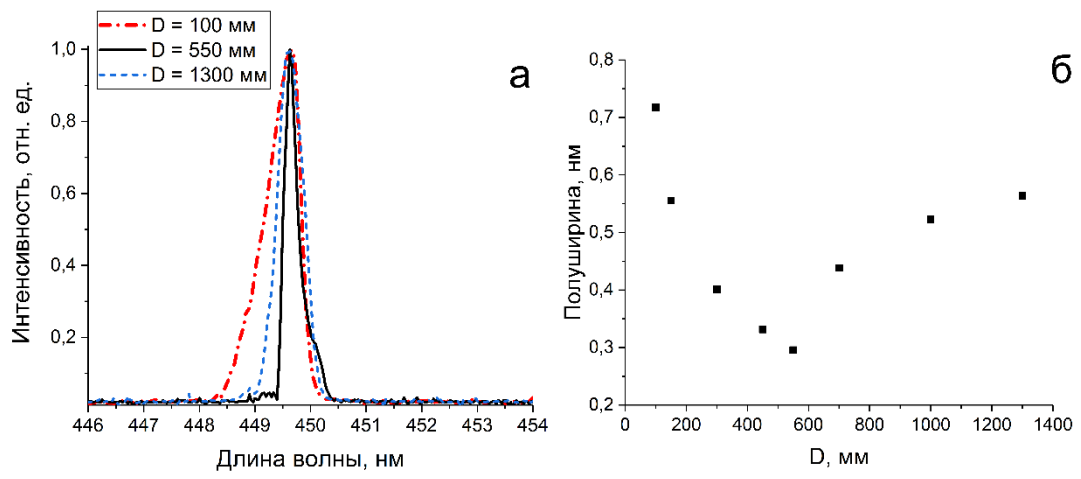 D = 100 мм
D = 550 мм
D = 1300 мм
а
1,0
0,8
0,6
0,4
0,2
Интенсивность, отн. ед.
446 447 448 449 450 451 452 453 454
Длина волны, нм
б
0,8
0,7
0,6
0,5
0,4
0,3
0,2
Полуширина, нм
0 200 400 600 800 1000 1200 1400
D, мм